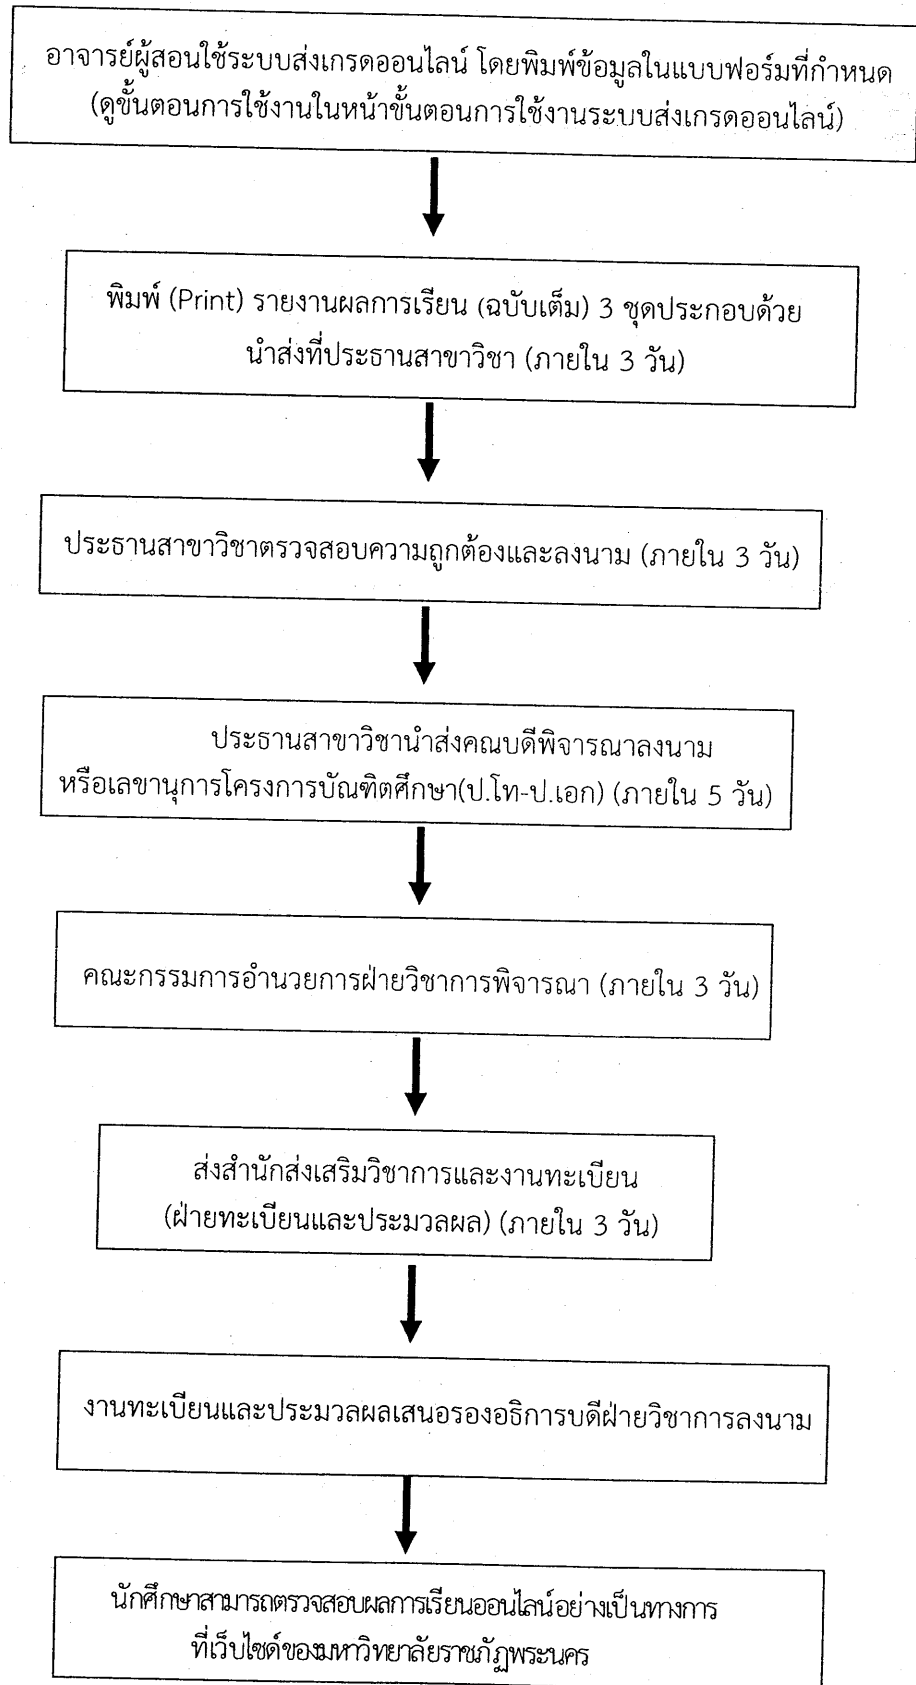 อาจารย์ผู้สอนใช้ระบบส่งเกรดออนไลน์ โดยพิมพ์ข้อมูลในแบบฟอร์มที่กำหนด
(ดูขั้นตอนการใช้งานในหน้าขั้นตอนการใช้งานระบบส่งเกรดออนไลน์)
พิมพ์ (Print) รายงานผลการเรียน (ฉบับเต็ม) 3 ชุดประกอบด้วย
นำส่งที่ประธานสาขาวิชา (ภายใน 3 วัน)
ประธานสาขาวิชาตรวจสอบความถูกต้องและลงนาม (ภายใน 3 วัน)
ประธานสาขาวิชานำส่งคณบดีพิจารณาลงนาม
หรือเลขานุการโครงการบัณฑิตศึกษา(ป.โท-ป.เอก) (ภายใน 5 วัน)
คณะกรรมการอำนวยการฝ่ายวิชาการพิจารณา (ภายใน 3 วัน)
ส่งสำนักส่งเสริมวิชาการและงานทะเบียน
(ฝ่ายทะเบียนและประมวลผล) (ภายใน 3 วัน)
งานทะเบียนและประมวลผลเสนอรองอธิการบดีฝ่ายวิชาการลงนาม
นักศึกษาสามารถตรวจสอบผลการเรียนออนไลน์อย่างเป็นทางการ
ที่เว็บไซด์ของมหาวิทยาลัยราชภัฏพระนคร